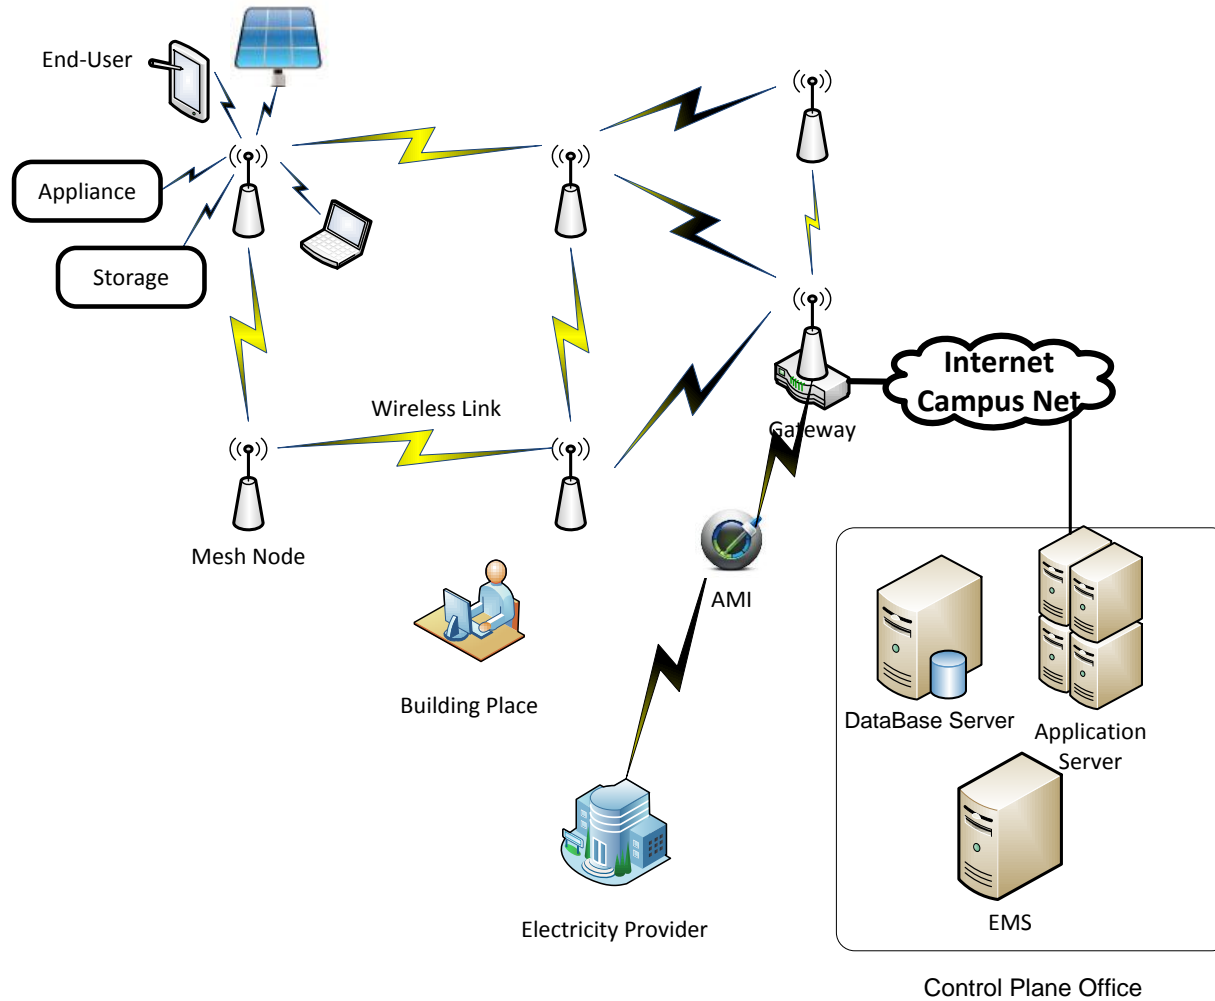 End-User
Appliance
Storage
Internet
Campus Net
Wireless Link
Gateway
Mesh Node
AMI
Building Place
DataBase Server
Application
Server
Electricity Provider
EMS
Control Plane Office